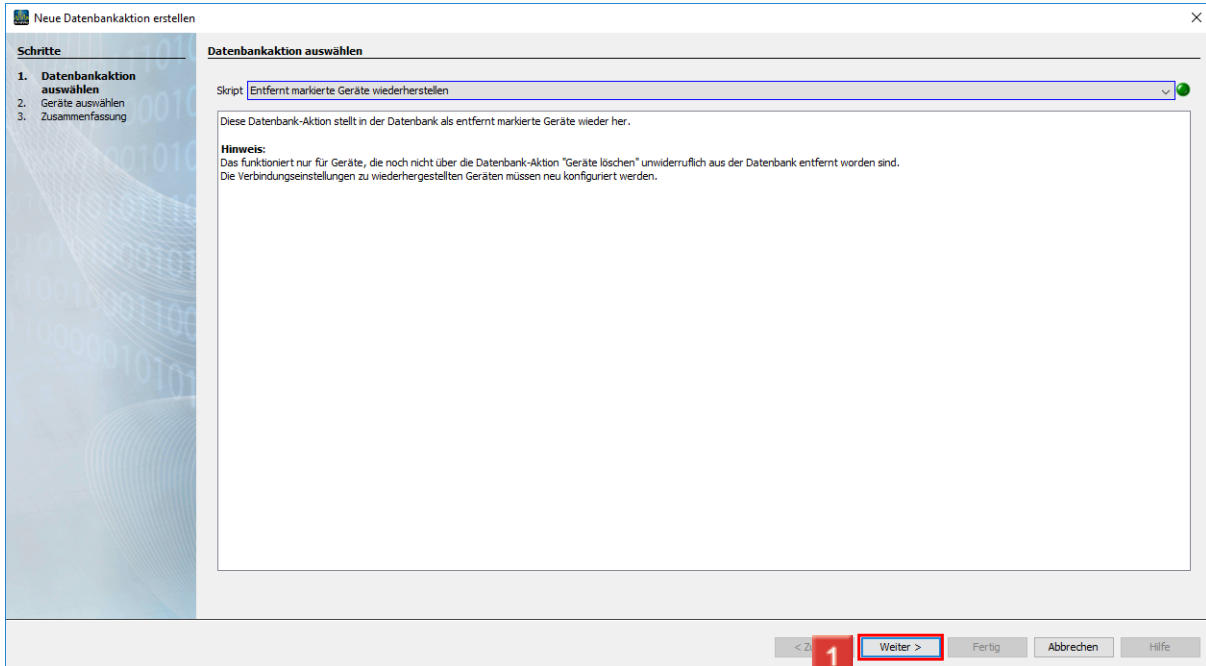 Neue Datenbankaktion erstellen
Schritte
1. Datenbankaktion
auswählen
2. Geräte auswählen
3. Zusammenfassung
Datenbankaktion auswählen
Skript Entfernt markierte Geräte wiederherstellen
Diese Datenbank-Aktion stellt in der Datenbank als entfernt markierte Geräte wieder her.
Hinweis:
Das funktioniert nur für Geräte, die noch nicht über die Datenbank-Aktion "Geräte löschen" unwiderruflich aus der Datenbank entfernt worden sind.
Die Verbindungseinstellungen zu wiederhergestellten Geräten müssen neu konfiguriert werden.
1 Weiter > Fertig Abbrechen Hilfe